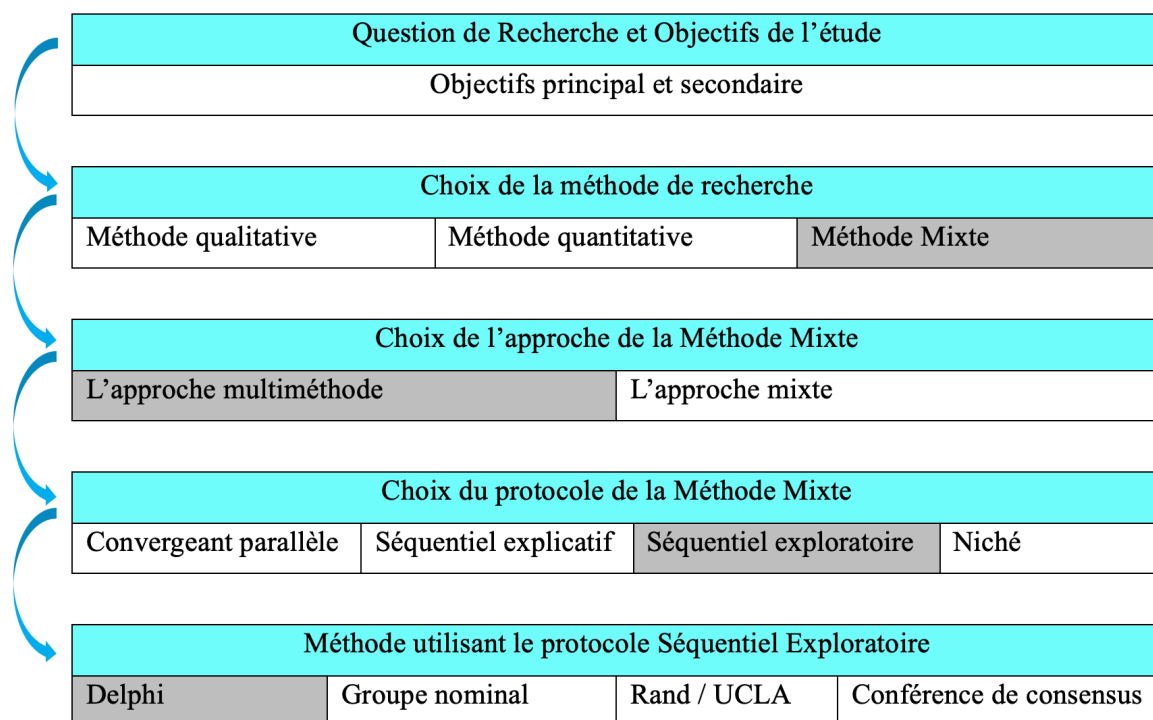 Question de Recherche et Objectifs de l’étude
Objectifs principal et secondaire
Choix de la méthode de recherche
Méthode qualitative
Méthode quantitative
Méthode Mixte
Choix de l’approche de la Méthode Mixte
L’approche multiméthode
L’approche mixte
Choix du protocole de la Méthode Mixte
Convergeant parallèle
Séquentiel explicatif
Séquentiel exploratoire
Niché
Méthode utilisant le protocole Séquentiel Exploratoire
Delphi
Groupe nominal
Rand / UCLA
Conférence de consensus